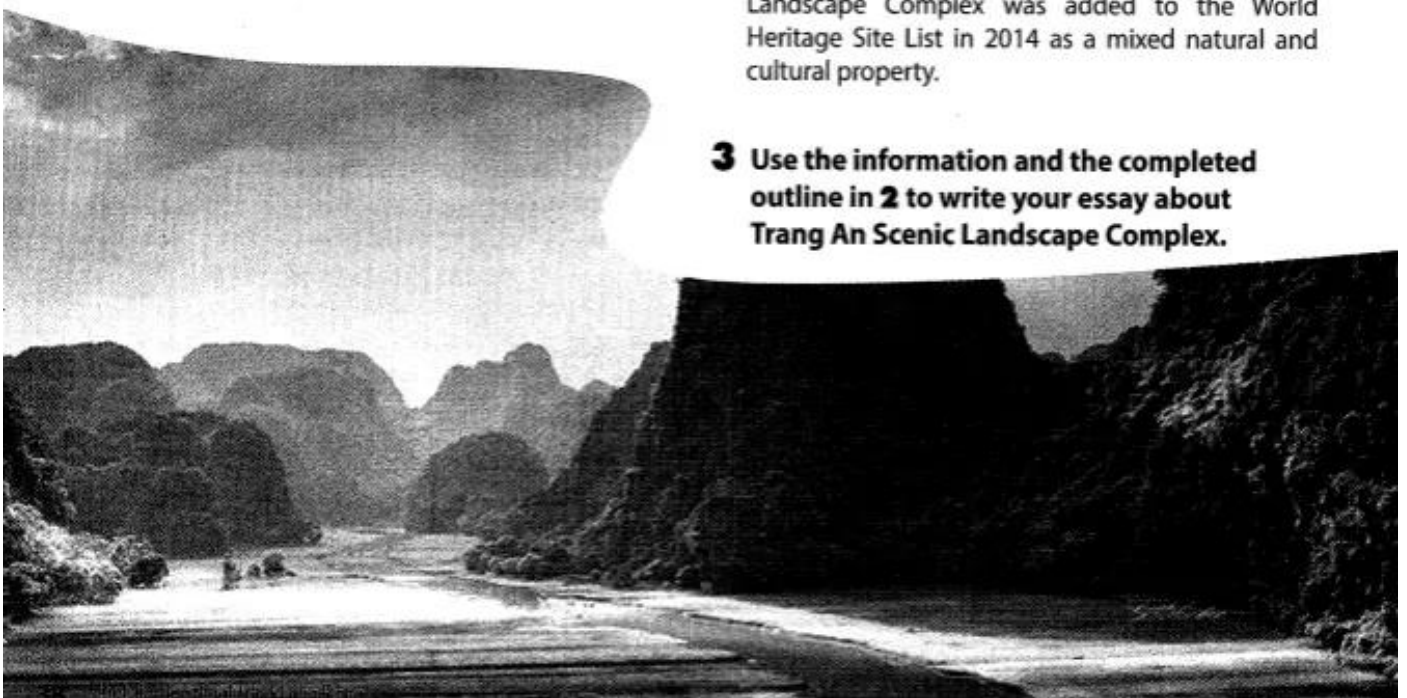 Landscape Complex was added to the World
Heritage Site List in 2014 as a mixed natural and
cultural property.
3 Use the information and the completed
outline in 2 to write your essay about
Trang An Scenic Landscape Complex.